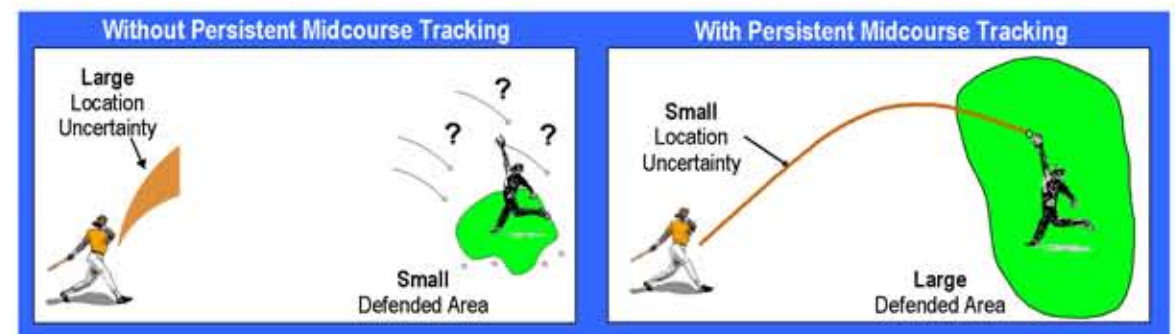 Without Persistent Midcourse Tracking
Large
Location
Uncertainty
?
?
?
Small
Defended Area
With Persistent Midcourse Tracking
Small
Location
Uncertainty
Large
Defended Area